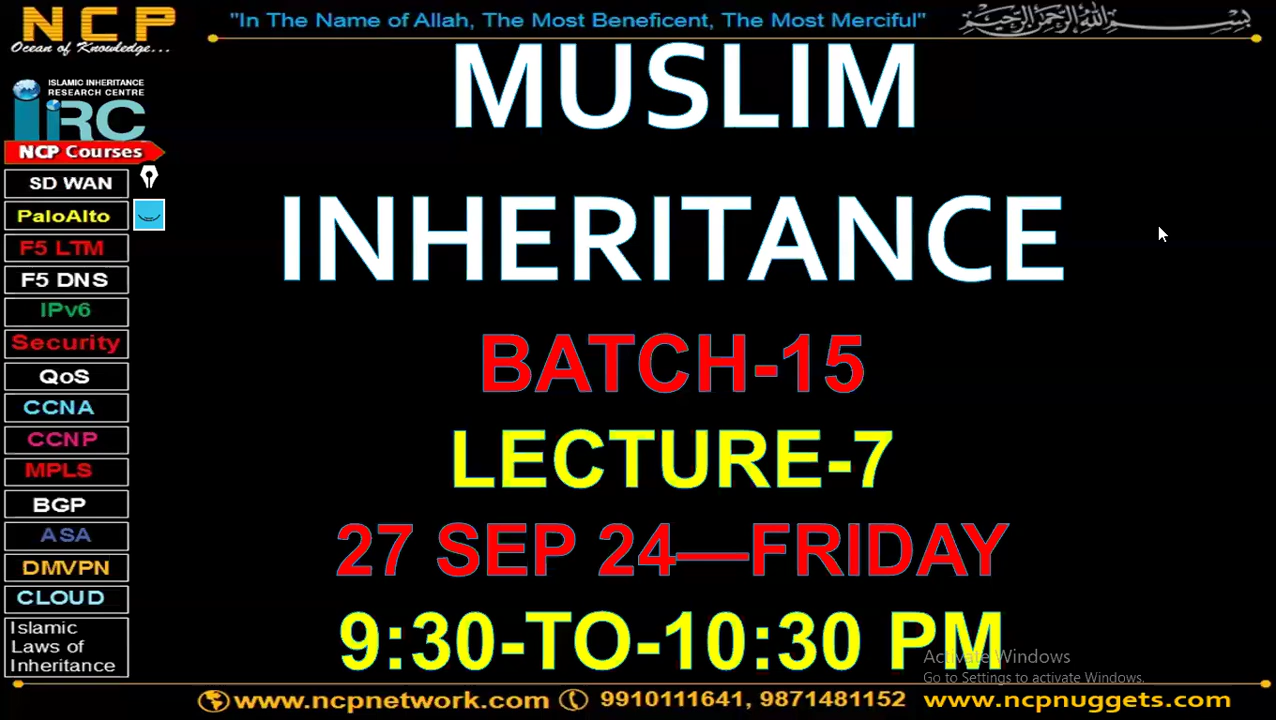 NCP
Ocean of Knowledge...
"In The Name of Allah, The Most Beneficent, The Most Merciful"
بسم الله الرحمن الرحيم
ISLAMIC INHERITANCE
RESEARCH CENTRE
iRC
NCP Courses
SD WAN
PaloAlto
F5 LTM
F5 DNS
IPv6
Security
QoS
CCNA
CCNP
MPLS
BGP
ASA
DMVPN
CLOUD
Islamic
Laws of
Inheritance
MUSLIM
INHERITANCE
BATCH-15
LECTURE-7
27 SEP 24—FRIDAY
9:30-TO-10:30 PM
Activate Windows
Go to Settings to activate Windows.
www.ncpnetwork.com 9910111641, 9871481152 www.ncpnuggets.com